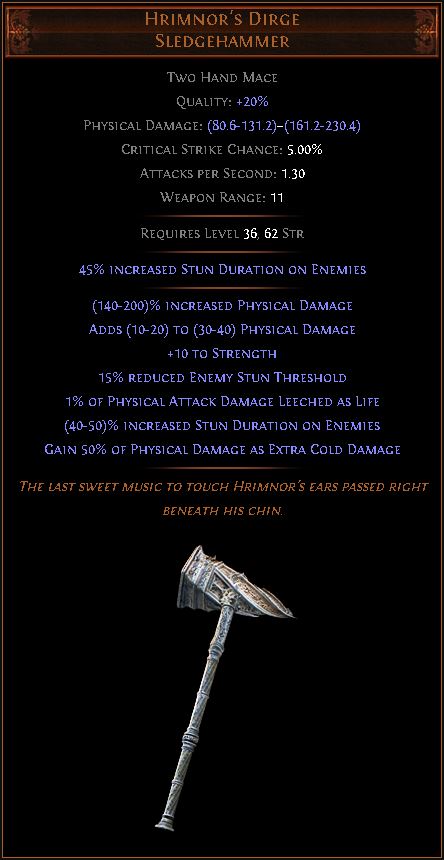 Hrimnor's Dirge
Sledgehammer
Two Hand Mace
Quality: +20%
Physical Damage: (80.6-131.2)–(161.2-230.4)
Critical Strike Chance: 5.00%
Attacks per Second: 1.30
Weapon Range: 11
Requires Level 36, 62 Str
45% increased Stun Duration on Enemies
(140-200)% increased Physical Damage
Adds (10-20) to (30-40) Physical Damage
+10 to Strength
15% reduced Enemy Stun Threshold
1% of Physical Attack Damage Leeched as Life
(40-50)% increased Stun Duration on Enemies
Gain 50% of Physical Damage as Extra Cold Damage
The last sweet music to touch Hrimnor's ears passed right
beneath his chin.